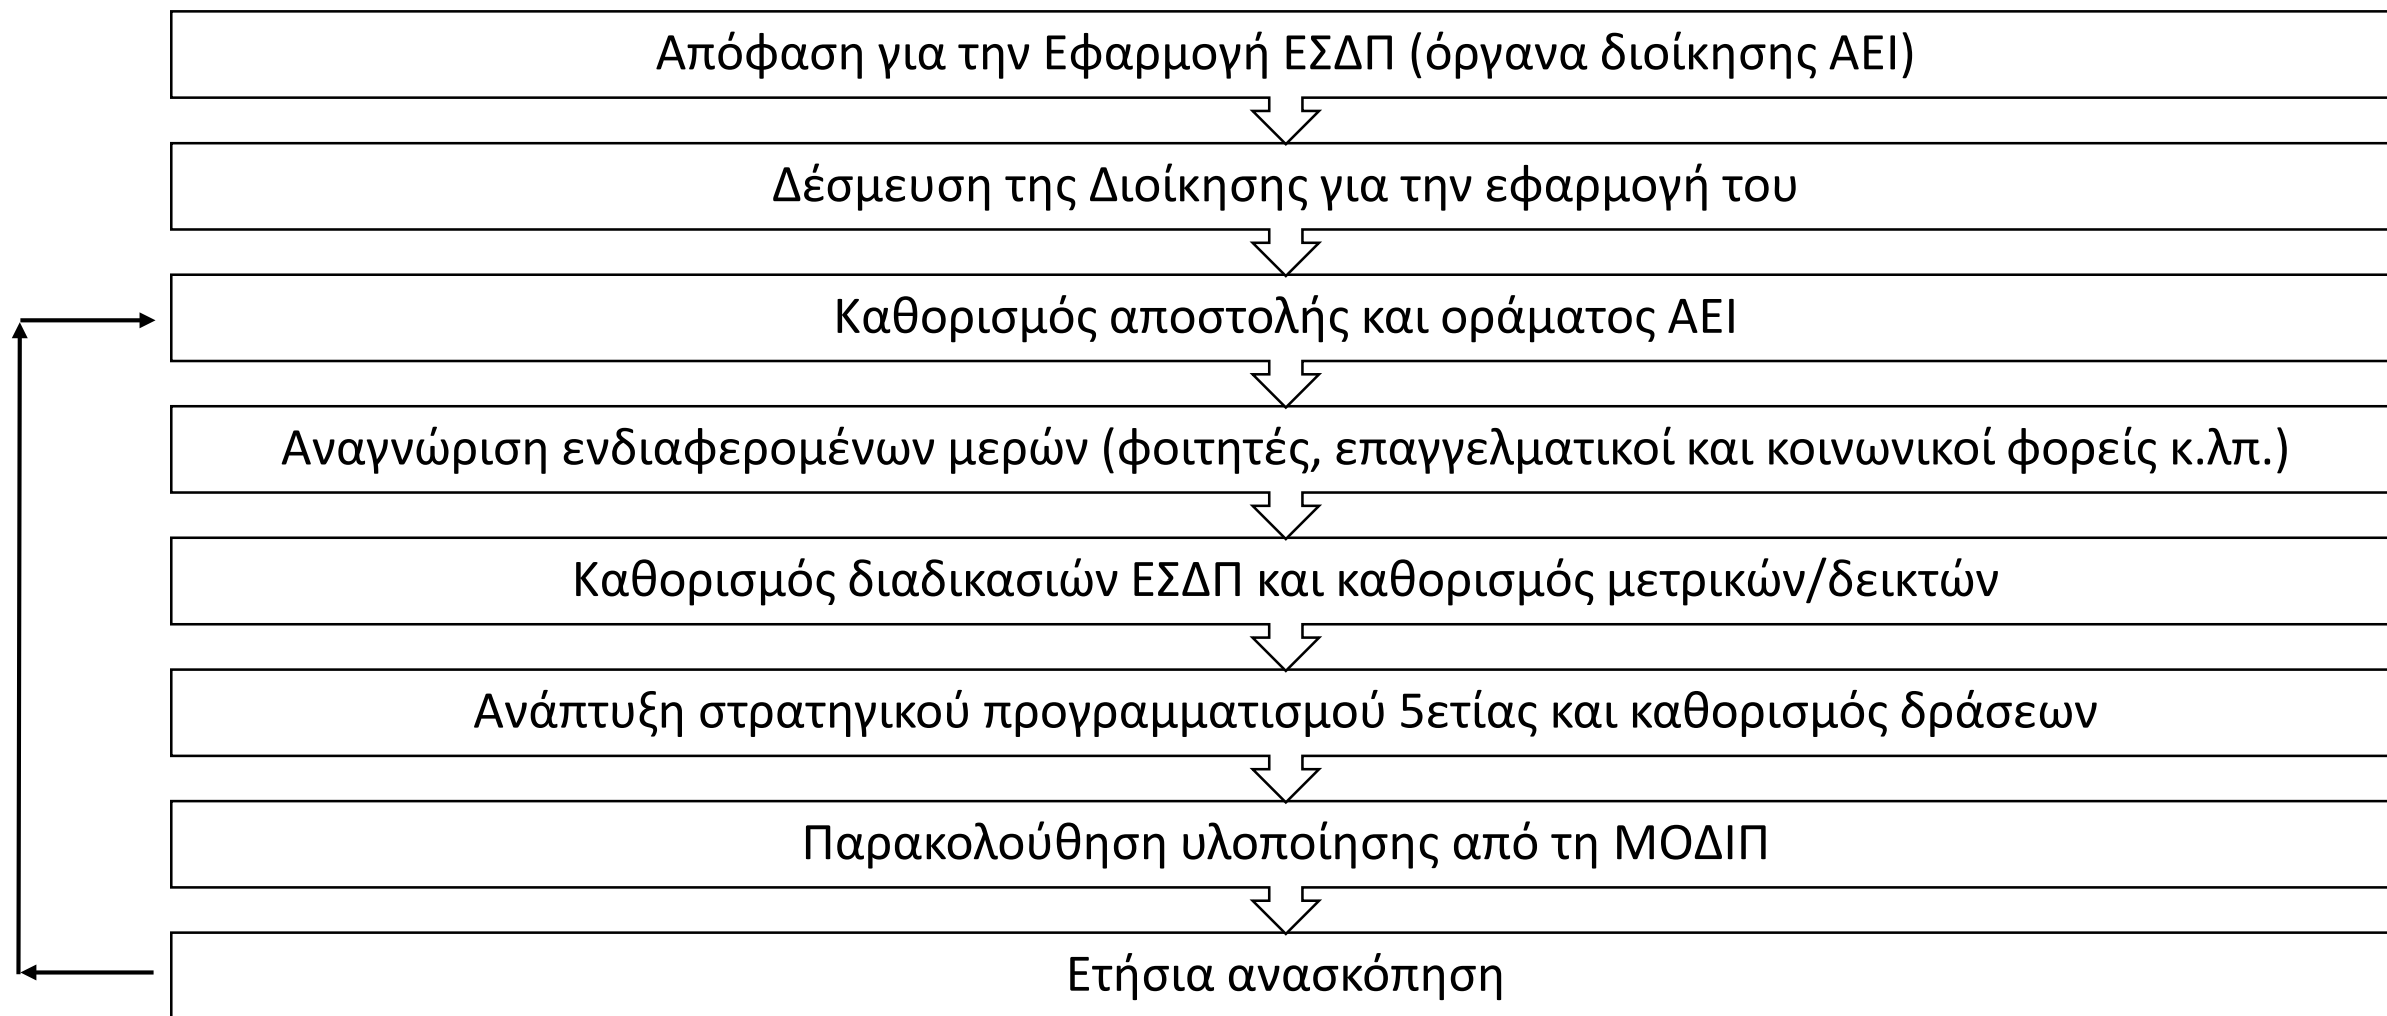 Απόφαση για την Εφαρμογή ΕΣΔΠ (όργανα διοίκησης ΑΕΙ)
Δέσμευση της Διοίκησης για την εφαρμογή του
Καθορισμός αποστολής και οράματος ΑΕΙ
Αναγνώριση ενδιαφερομένων μερών (φοιτητές, επαγγελματικοί και κοινωνικοί φορείς κ.λπ.)
Καθορισμός διαδικασιών ΕΣΔΠ και καθορισμός μετρικών/δεικτών
Ανάπτυξη στρατηγικού προγραμματισμού 5ετίας και καθορισμός δράσεων
Παρακολούθηση υλοποίησης από τη ΜΟΔΙΠ
Ετήσια ανασκόπηση